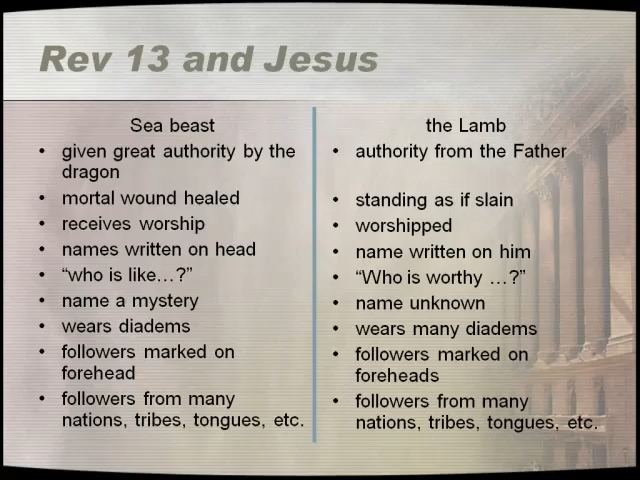 Rev 13 and Jesus
Sea beast
• given great authority by the
dragon
• mortal wound healed
• receives worship
• names written on head
• “who is like…?”
• name a mystery
• wears diadems
• followers marked on
forehead
• followers from many
nations, tribes, tongues, etc.
the Lamb
• authority from the Father
• standing as if slain
• worshipped
• name written on him
• “Who is worthy …?”
• name unknown
• wears many diadems
• followers marked on
foreheads
• followers from many
nations, tribes, tongues, etc.